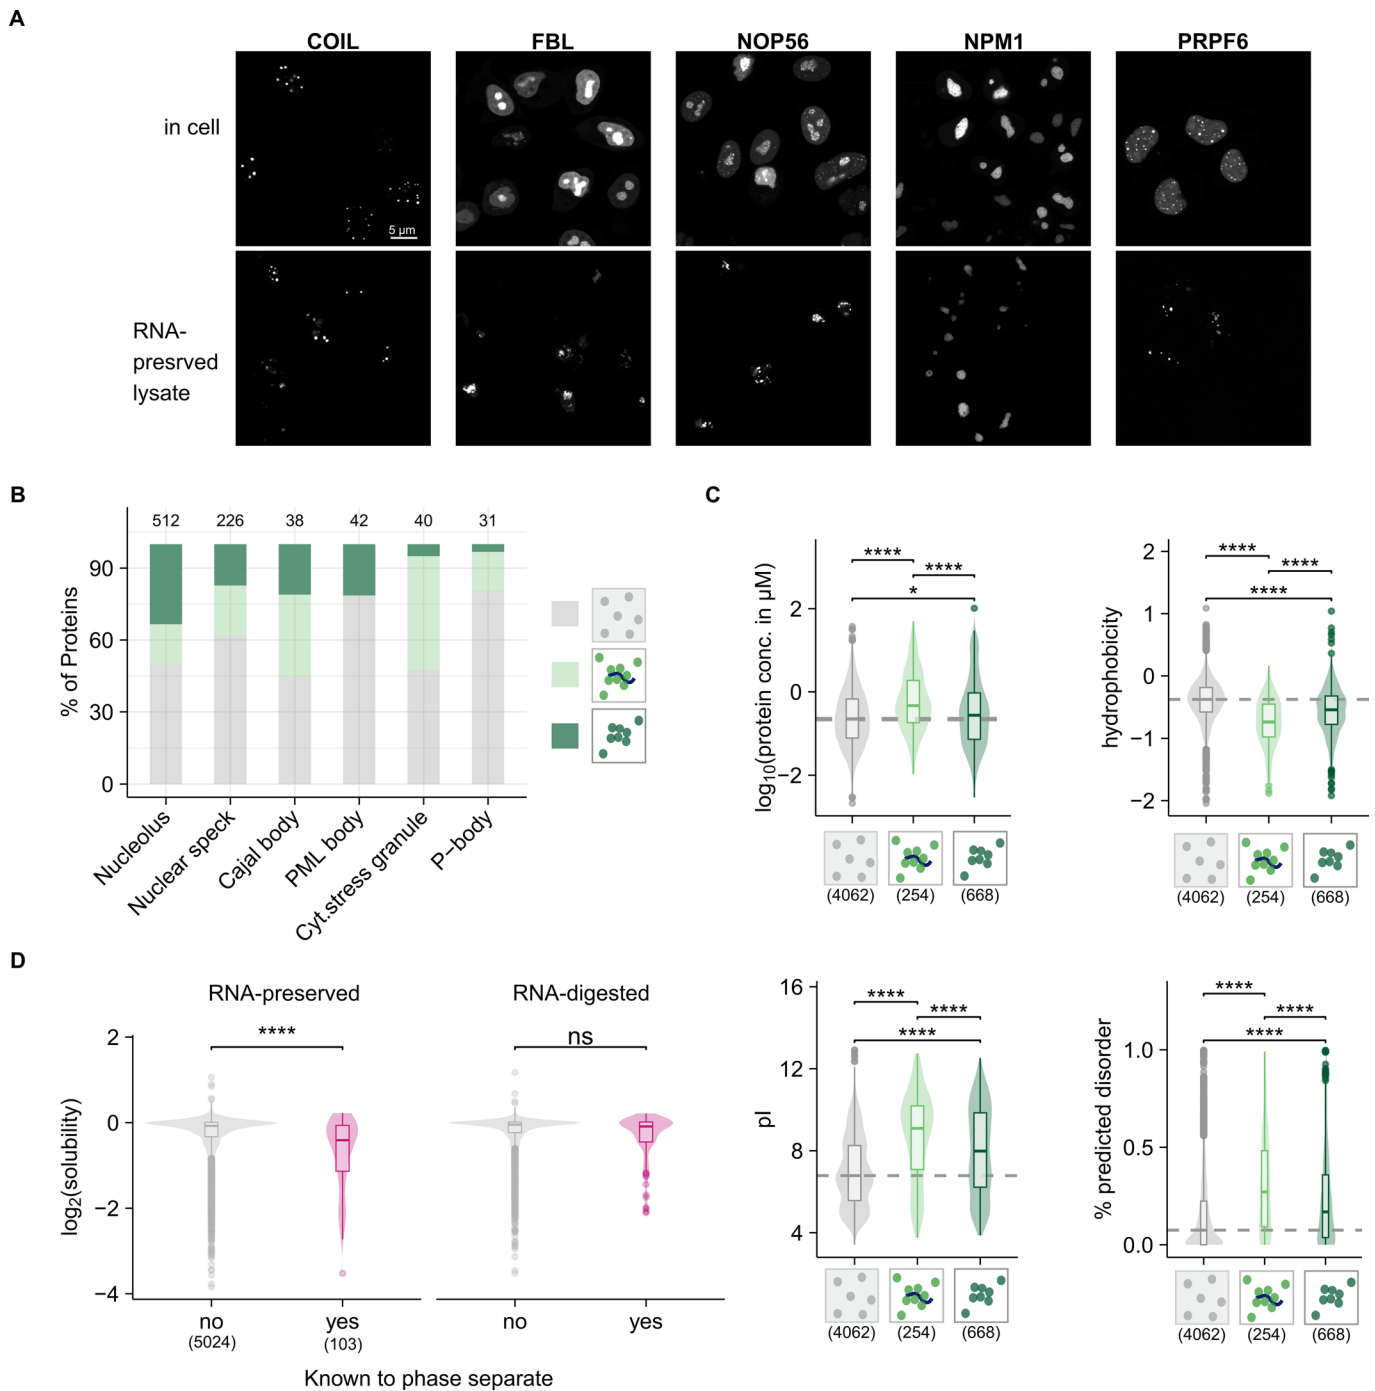 A
COIL FBL NOP56 NPM1 PRPF6
in cell
5 µm
RNA-
presrved
lysate
B
512 226 38 42 40 31
90
60
30
0
% of Proteins
Nucleolus
Nuclear speck
Cajal body
PML body
Cyt.stress granule
P−body
C
**** **** *
2
0
−2
log10(protein conc. in µM)
(4062) (254) (668)
**** **** ****
2
1
0
−1
−2
hydrophobicity
(4062) (254) (668)
**** **** ****
16
12
8
4
pI
(4062) (254) (668)
**** **** ****
1.0
0.5
0.0
% predicted disorder
(4062) (254) (668)
D
RNA-preserved RNA-digested
**** ns
2
0
−2
−4
log2(solubility)
no yes no yes
(5024) (103)
Known to phase separate